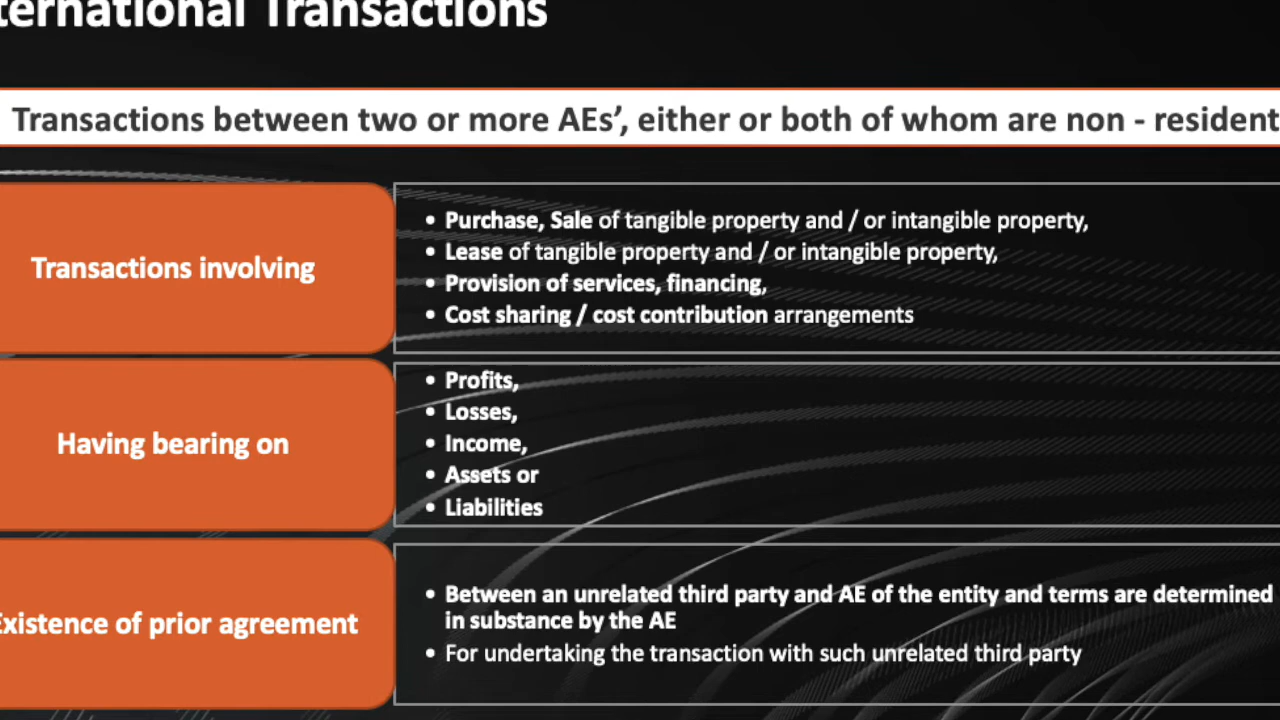 ternational Transactions
Transactions between two or more AEs’, either or both of whom are non - resident
Transactions involving
• Purchase, Sale of tangible property and / or intangible property,
• Lease of tangible property and / or intangible property,
• Provision of services, financing,
• Cost sharing / cost contribution arrangements
Having bearing on
• Profits,
• Losses,
• Income,
• Assets or
• Liabilities
Existence of prior agreement
• Between an unrelated third party and AE of the entity and terms are determined
in substance by the AE
• For undertaking the transaction with such unrelated third party